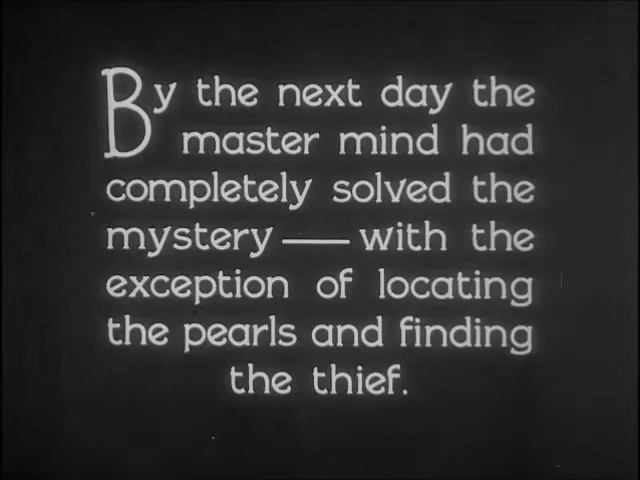 By the next day the
master mind had
completely solved the
mystery — with the
exception of locating
the pearls and finding
the thief.